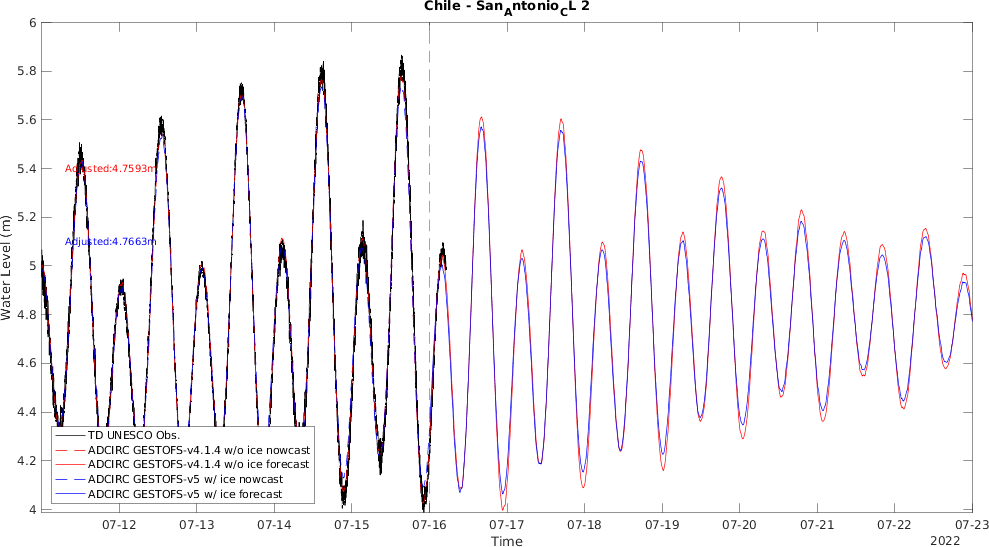 Chile - San_Antonio_CL 2
Water Level (m)
6
5.8
5.6
5.4
5.2
5
4.8
4.6
4.4
4.2
4
Adjusted:4.7593m
Adjusted:4.7663m
TD UNESCO Obs.
ADCIRC GESTOFS-v4.1.4 w/o ice nowcast
ADCIRC GESTOFS-v4.1.4 w/o ice forecast
ADCIRC GESTOFS-v5 w/ ice nowcast
ADCIRC GESTOFS-v5 w/ ice forecast
07-12 07-13 07-14 07-15 07-16 07-17 07-18 07-19 07-20 07-21 07-22 07-23
Time
2022